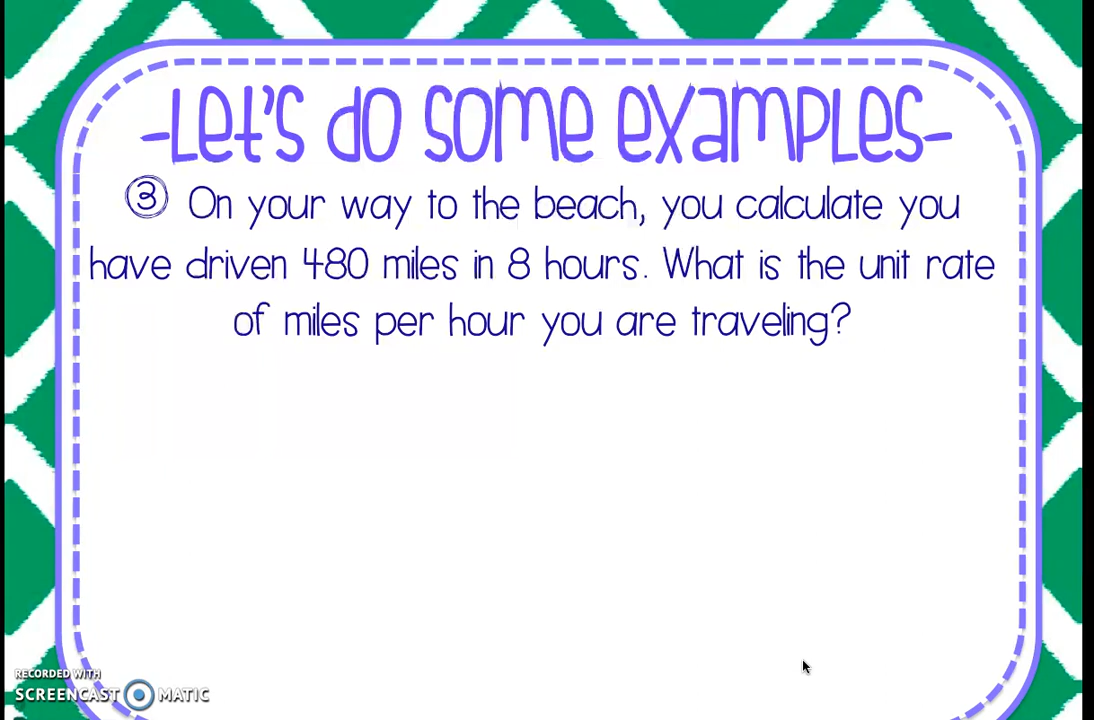 -Let's do some examples-
③ On your way to the beach, you calculate you
have driven 480 miles in 8 hours. What is the unit rate
of miles per hour you are traveling?
RECORDED WITH
SCREENCAST MATIC